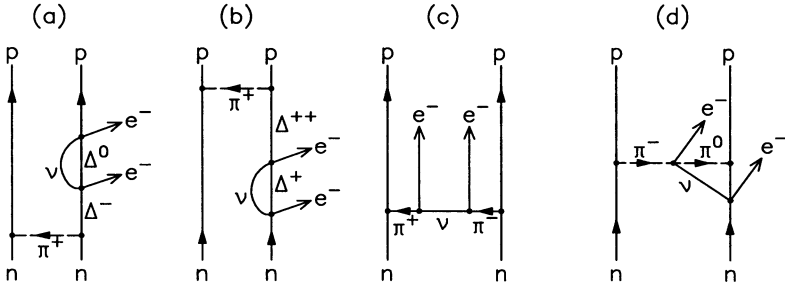 (a) (b) (c) (d)
p p p p p p p p
π⁺
e⁻ e⁻
Δ⁺⁺ e⁻
e⁻
e⁻ Δ⁰ e⁻ π⁻ π⁰
ν e⁻ ν Δ⁺ ν
Δ⁻ e⁻
π⁺ π⁺ ν π⁻
n n n n n n n n